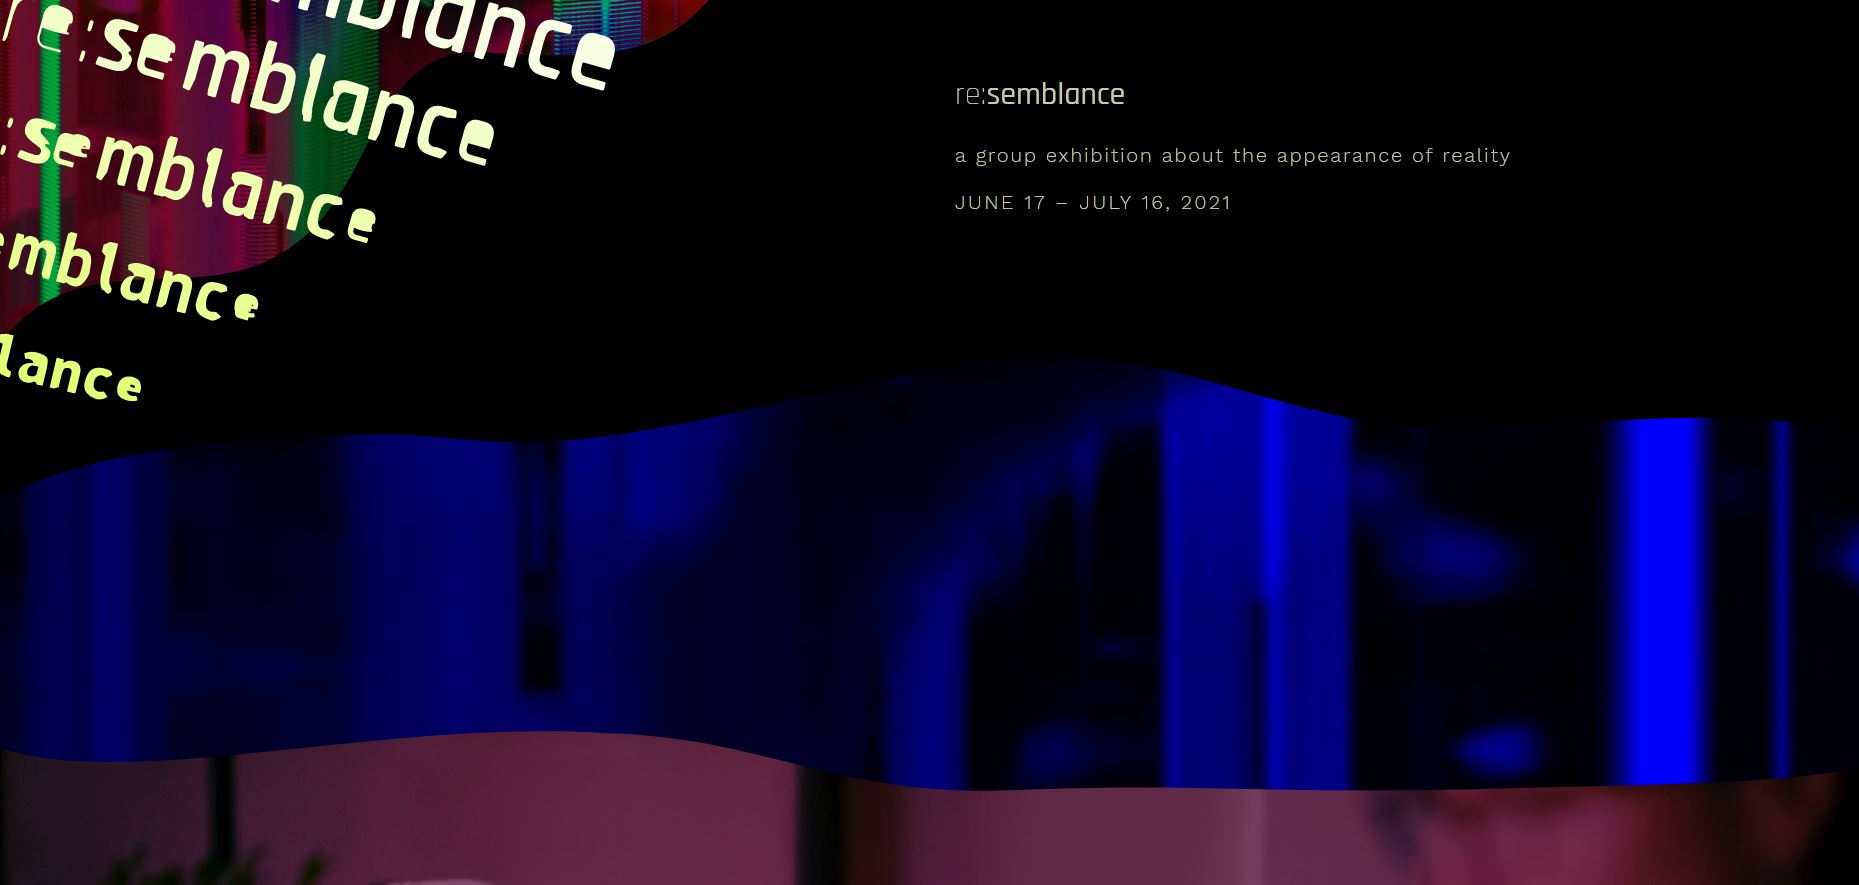 mblance
re:semblance
:semblance
emblance
lance
re:semblance
a group exhibition about the appearance of reality
JUNE 17 – JULY 16, 2021